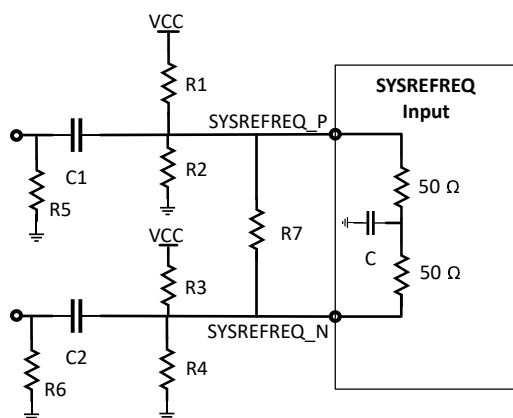 VCC
R1
SYSREFREQ
Input
SYSREFREQ_P
C1
R2
50 Ω
R5
VCC
R7
C
R3
50 Ω
SYSREFREQ_N
C2
R4
R6